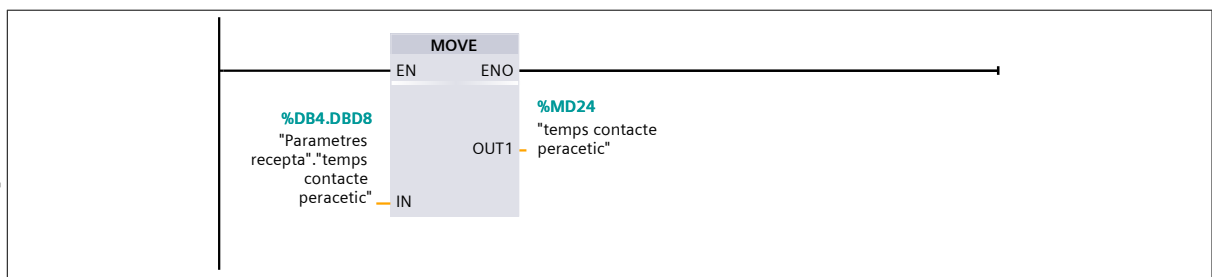 MOVE
EN ENO
%DB4.DBD8
"Parametres
recepta"."temps
contacte
peracetic"
IN
%MD24
"temps contacte
peracetic"
OUT1